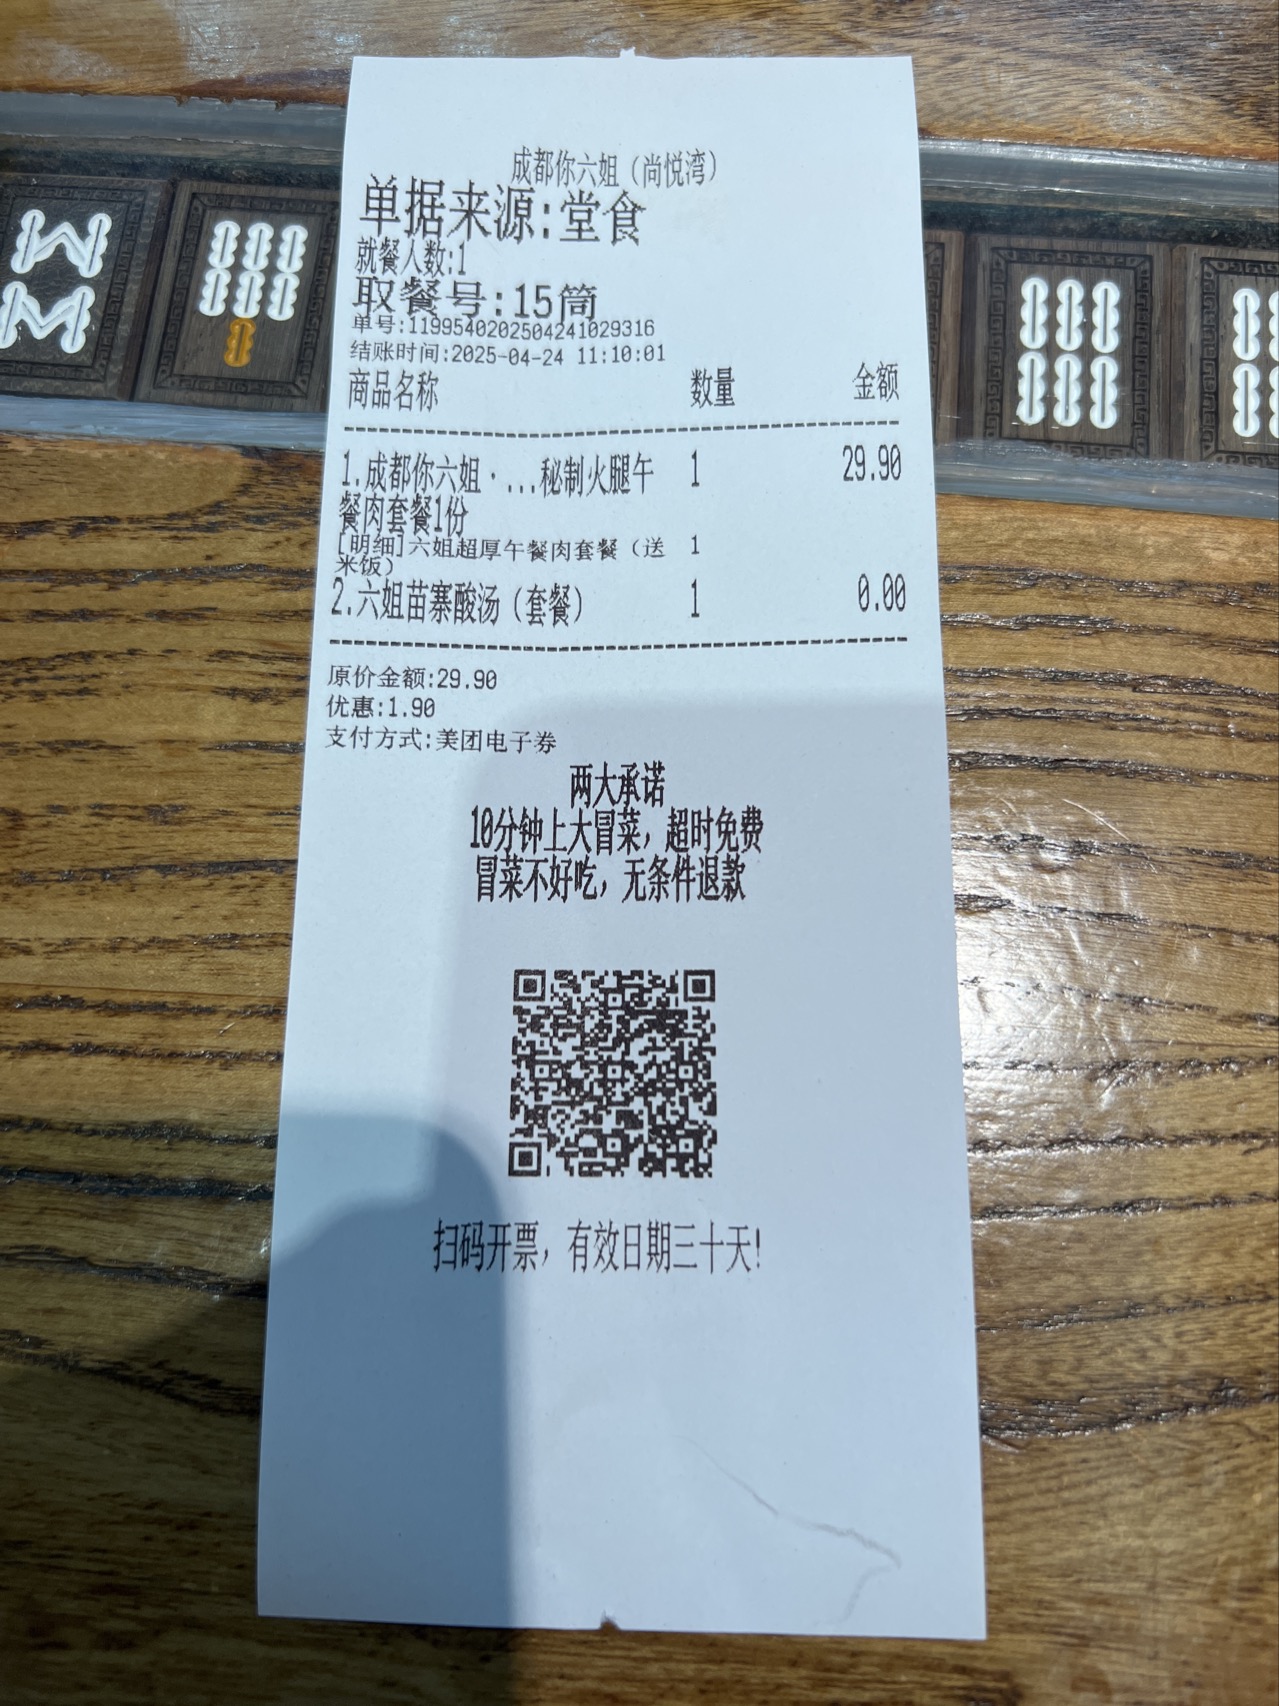 成都你六姐（尚悦湾）
单据来源:堂食
就餐人数:1
取餐号:15筒
单号:1199540202504241029316
结账时间:2025-04-24 11:10:01
商品名称 数量 金额
1.成都你六姐·...秘制火腿午 1 29.90
餐肉套餐1份
[明细]六姐超厚午餐肉套餐（送 1
米饭）
2.六姐苗寨酸汤（套餐） 1 0.00
原价金额:29.90
优惠:1.90
支付方式:美团电子券
两大承诺
10分钟上大冒菜，超时免费
冒菜不好吃，无条件退款
扫码开票，有效日期三十天!